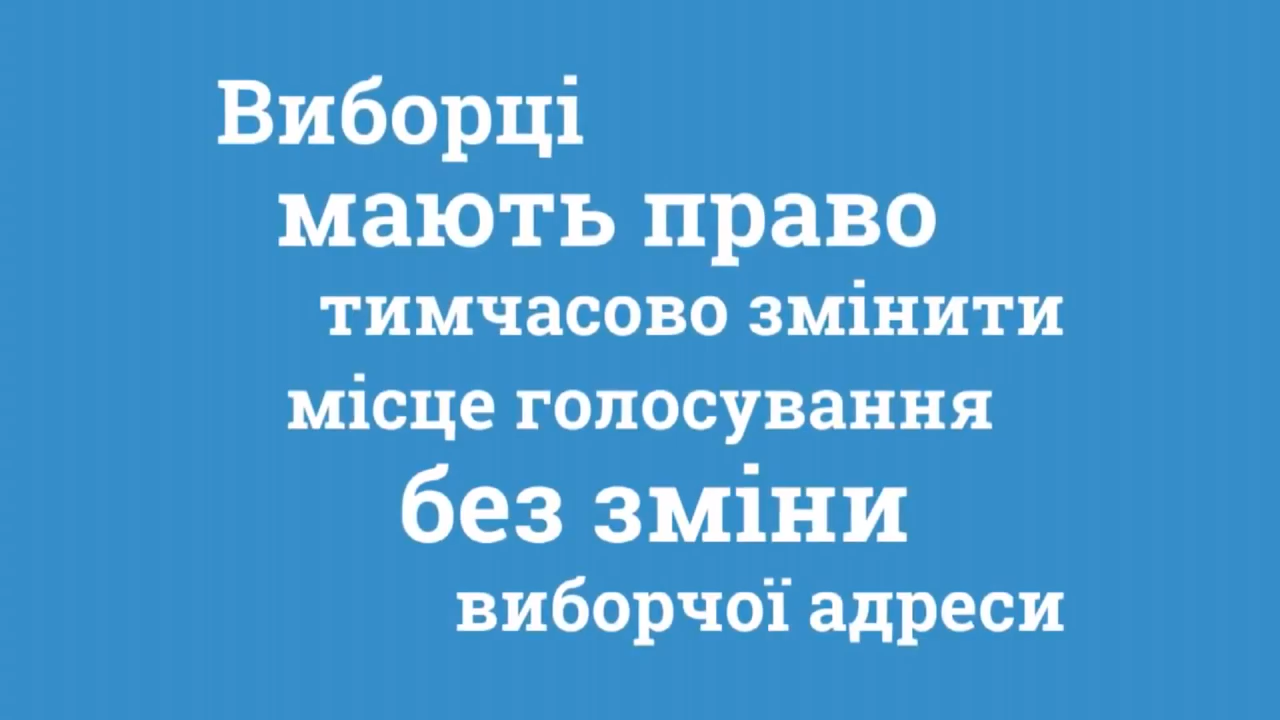 Виборці
мають право
тимчасово змінити
місце голосування
без зміни
виборчої адреси